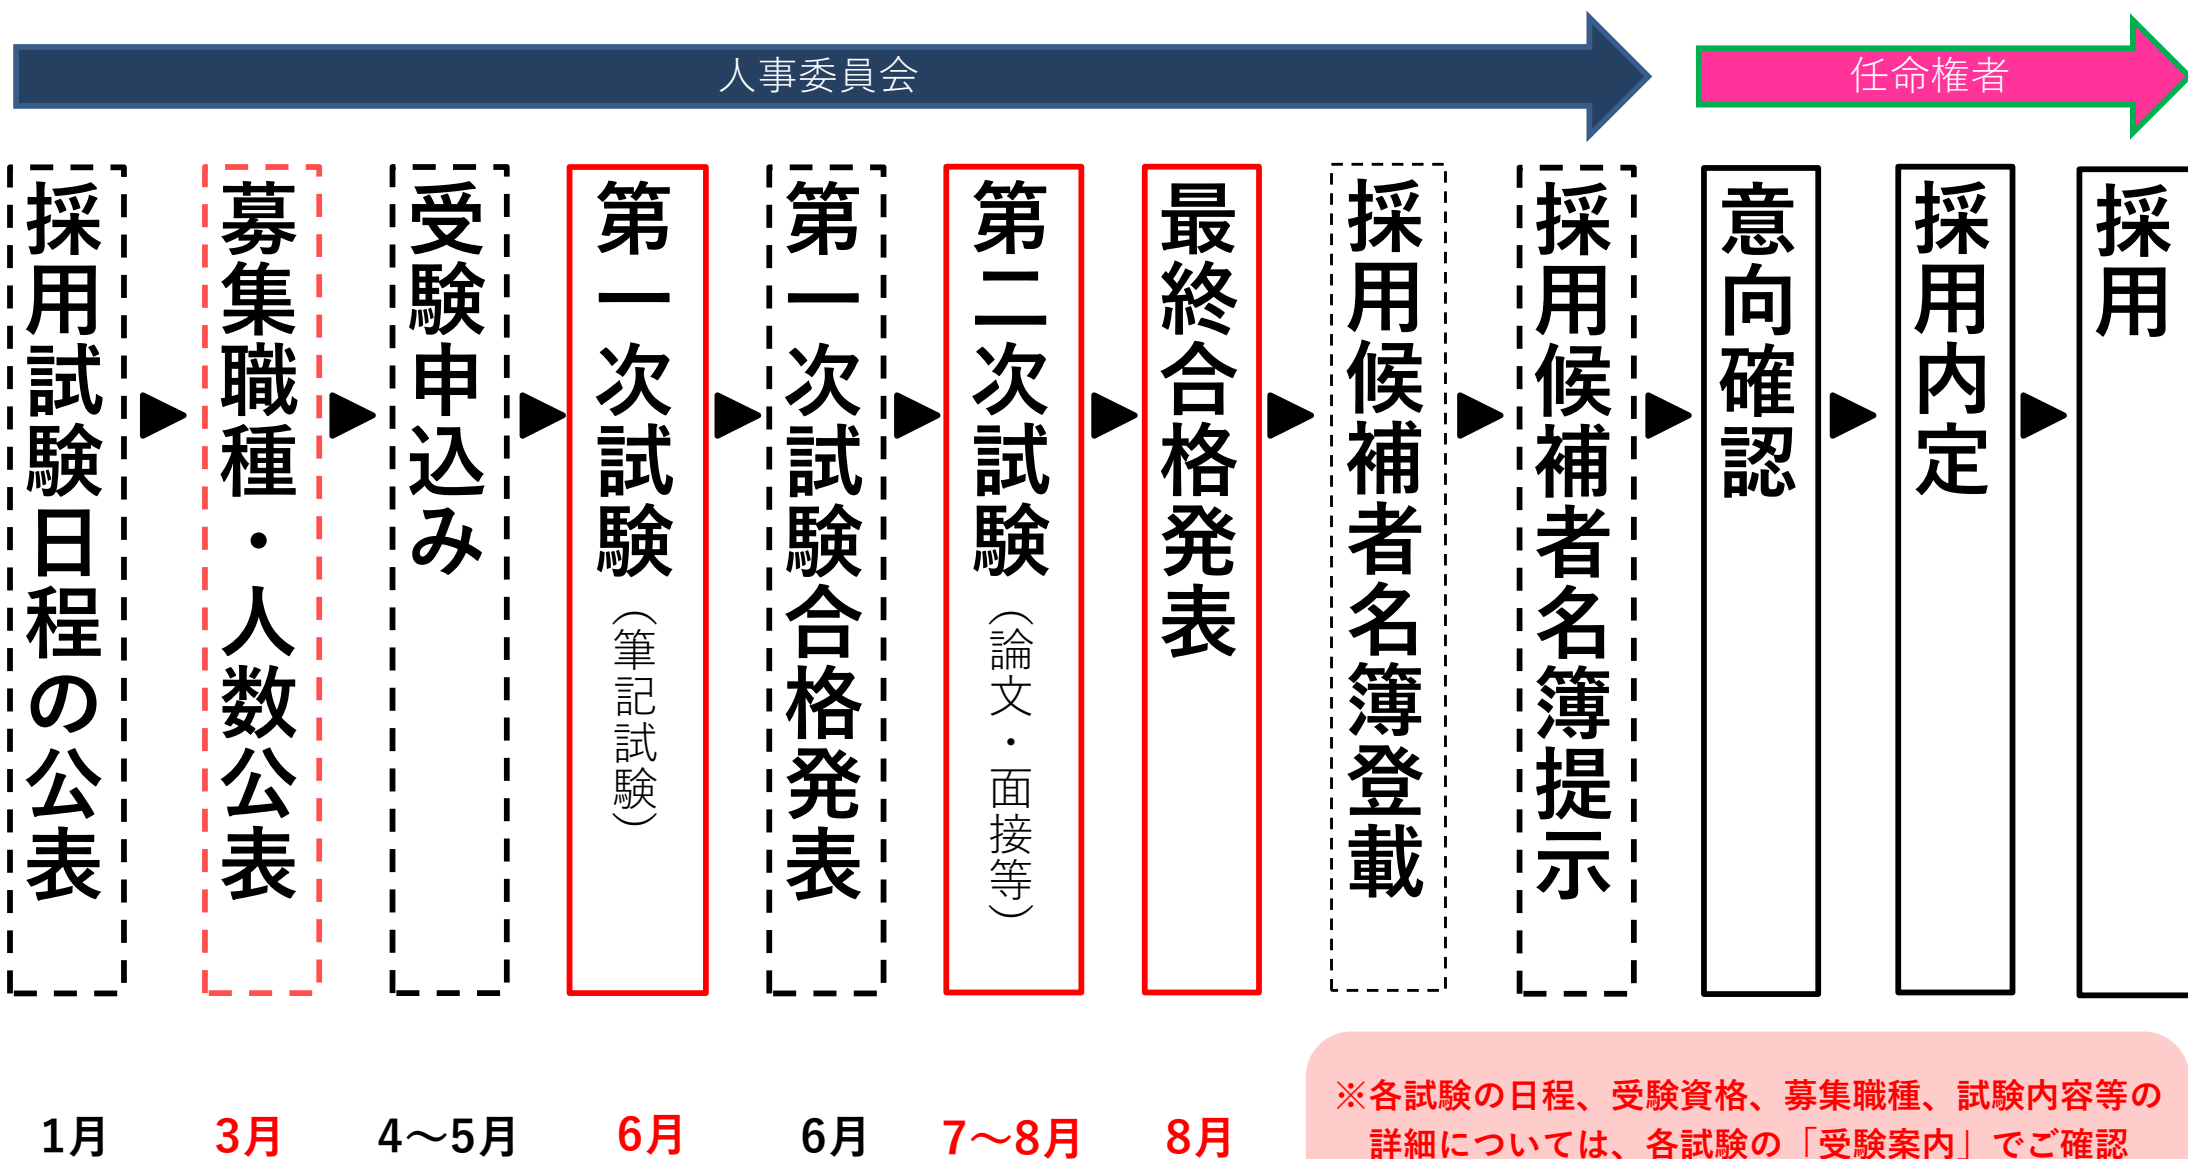 人事委員会
任命権者
採用試験日程の公表
募集職種・人数公表
受験申込み
第一次試験（筆記試験）
第一次試験合格発表
第二次試験（論文・面接等）
最終合格発表
採用候補者名簿登載
採用候補者名簿提示
意向確認
採用内定
採用
1月
3月
4～5月
6月
6月
7～8月
8月
※各試験の日程、受験資格、募集職種、試験内容等の
詳細については、各試験の「受験案内」でご確認